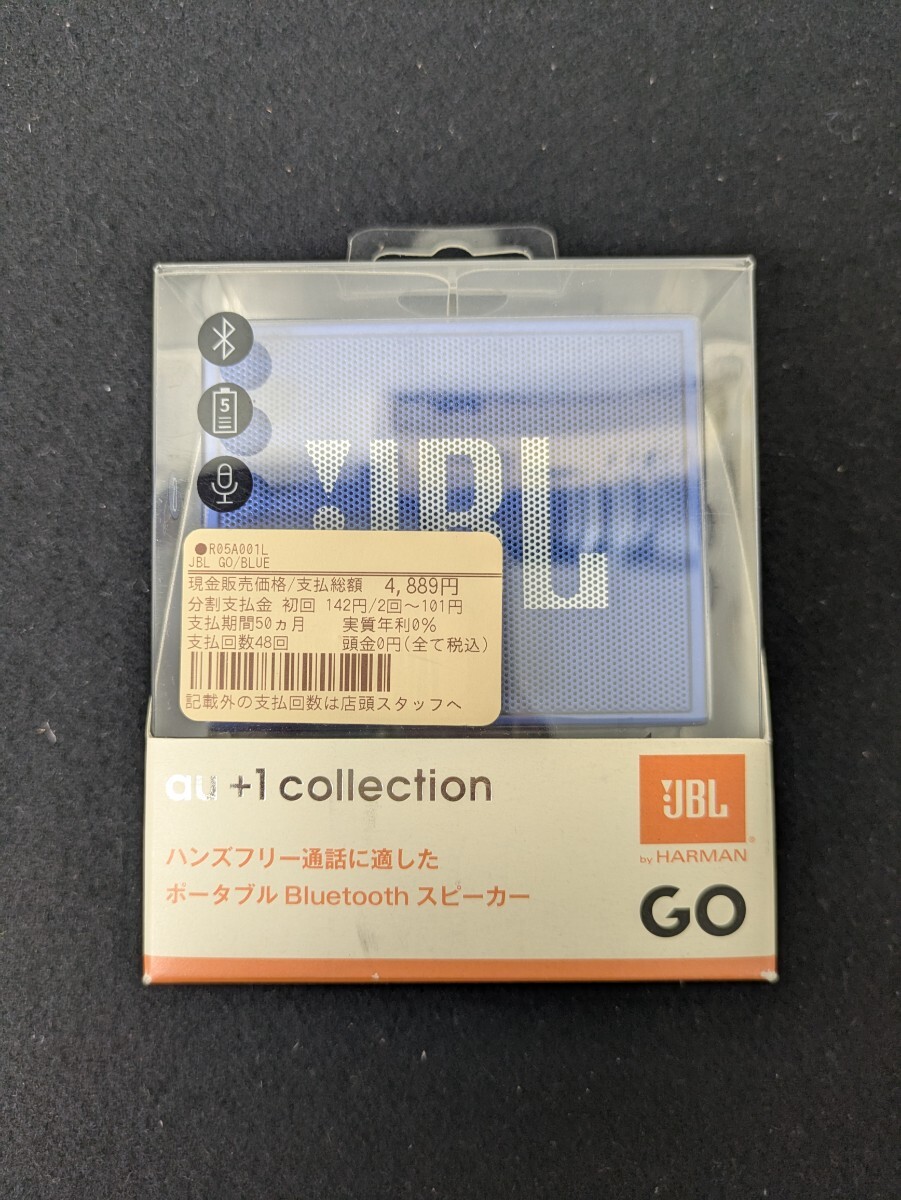 5
JBL
●R05A001L
JBL GO/BLUE
現金販売価格/支払総額 4,889円
分割支払金 初回 142円/2回〜101円
支払期間50ヵ月 実質年利0%
支払回数48回 頭金0円(全て税込)
記載外の支払回数は店頭スタッフへ
au +1 collection
JBL
by HARMAN
ハンズフリー通話に適した
ポータブル Bluetooth スピーカー
GO